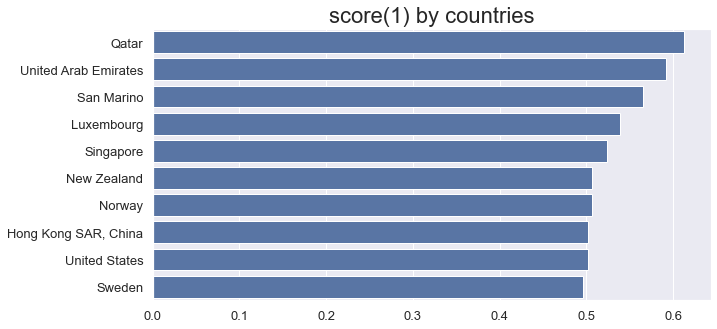 score(1) by countries
Qatar
United Arab Emirates
San Marino
Luxembourg
Singapore
New Zealand
Norway
Hong Kong SAR, China
United States
Sweden
0.0 0.1 0.2 0.3 0.4 0.5 0.6